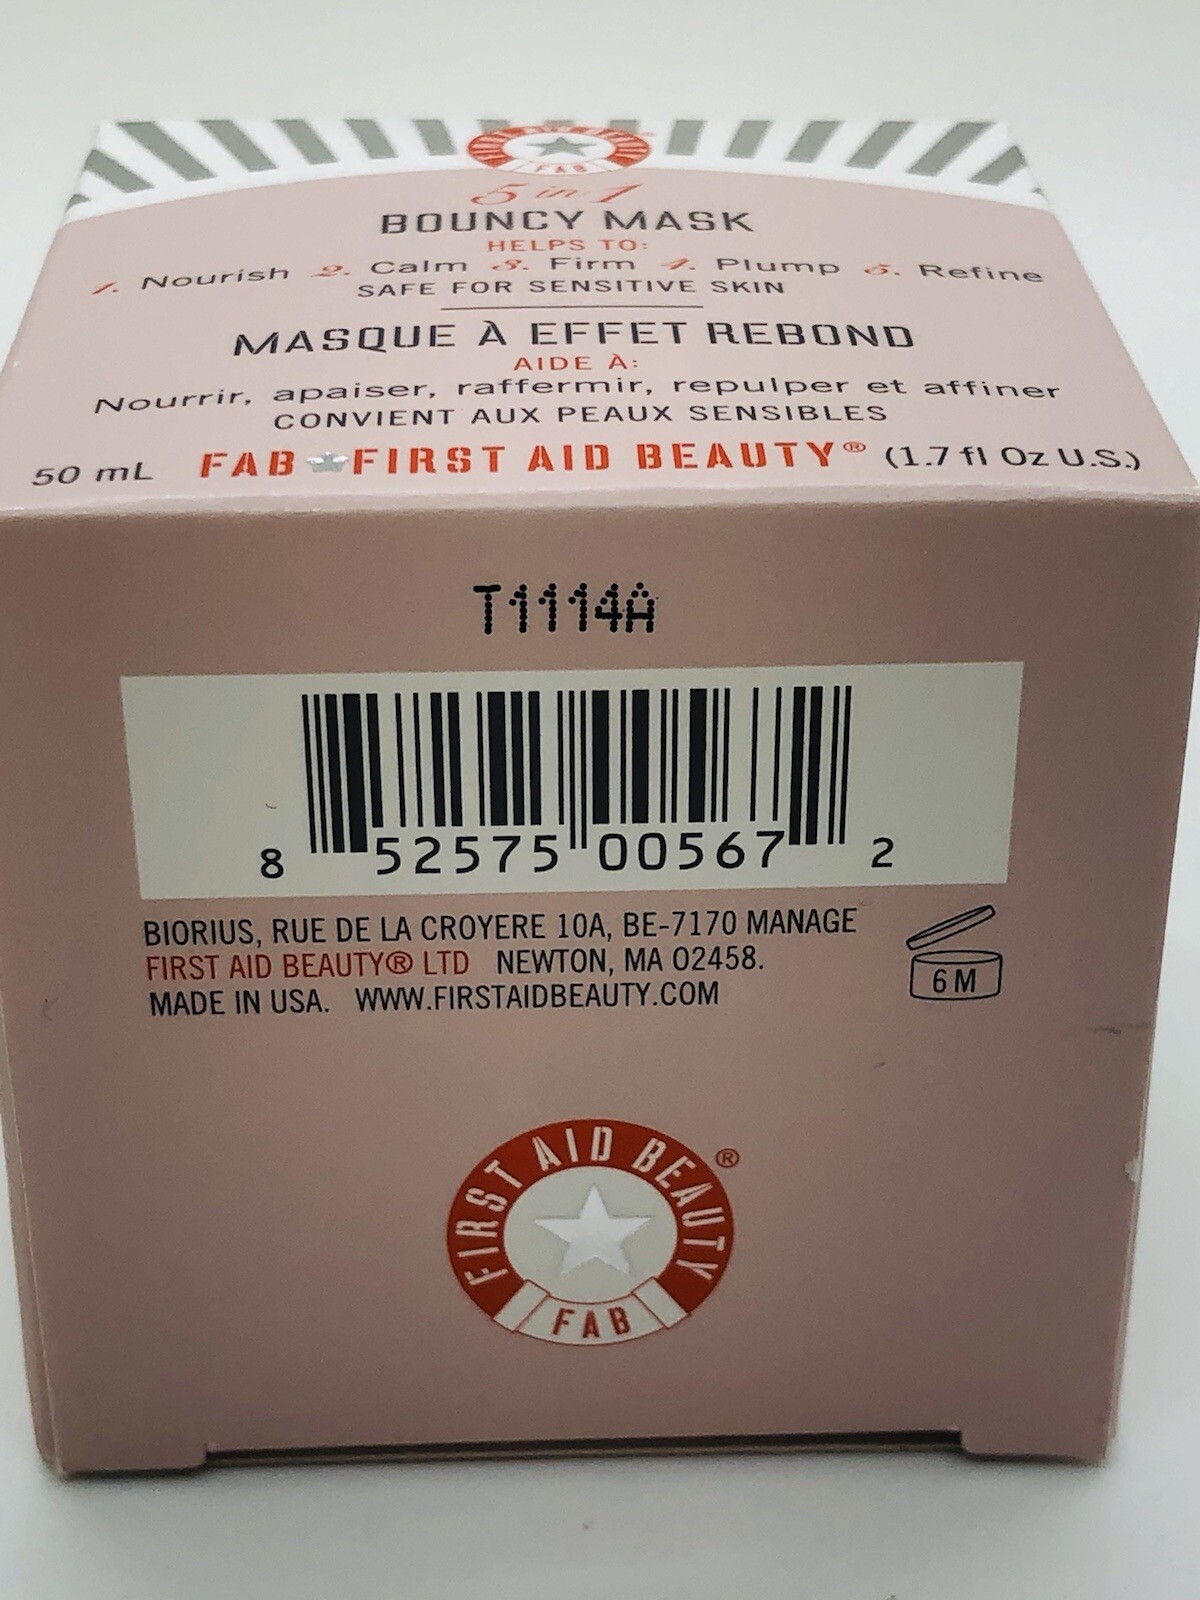 FIRST AID BEAUTY
FAB
5 in 1
BOUNCY MASK
HELPS TO:
1. Nourish 2. Calm 3. Firm 4. Plump 5. Refine
SAFE FOR SENSITIVE SKIN
MASQUE À EFFET REBOND
AIDE À:
Nourrir, apaiser, raffermir, repulper et affiner
CONVIENT AUX PEAUX SENSIBLES
50 mL FAB FIRST AID BEAUTY® (1.7 fl Oz U.S.)
T1114A
8 52575 00567 2
BIORIUS, RUE DE LA CROYERE 10A, BE-7170 MANAGE
FIRST AID BEAUTY® LTD NEWTON, MA 02458.
MADE IN USA. WWW.FIRSTAIDBEAUTY.COM
6 M
FIRST AID BEAUTY ®
FAB